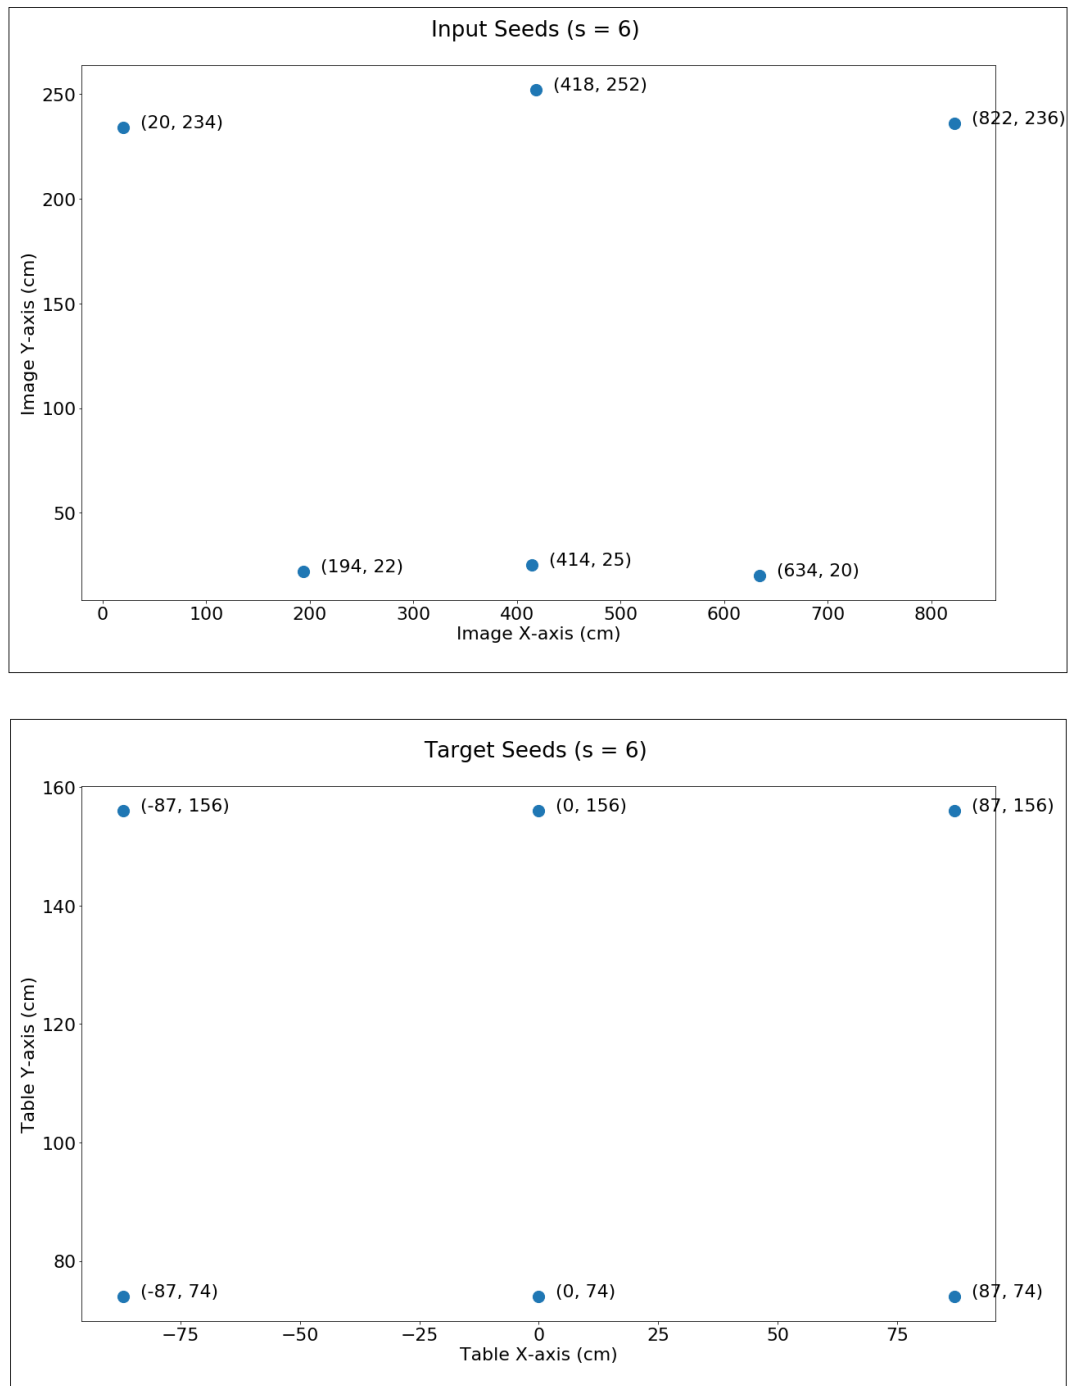 Input Seeds (s = 6)
250
(418, 252)
(20, 234)
(822, 236)
200
150
100
50
(194, 22)
(414, 25)
(634, 20)
0 100 200 300 400 500 600 700 800
Image X-axis (cm)
Image Y-axis (cm)
Target Seeds (s = 6)
160
(-87, 156)
(0, 156)
(87, 156)
140
120
100
80
(-87, 74)
(0, 74)
(87, 74)
−75 −50 −25 0 25 50 75
Table X-axis (cm)
Table Y-axis (cm)